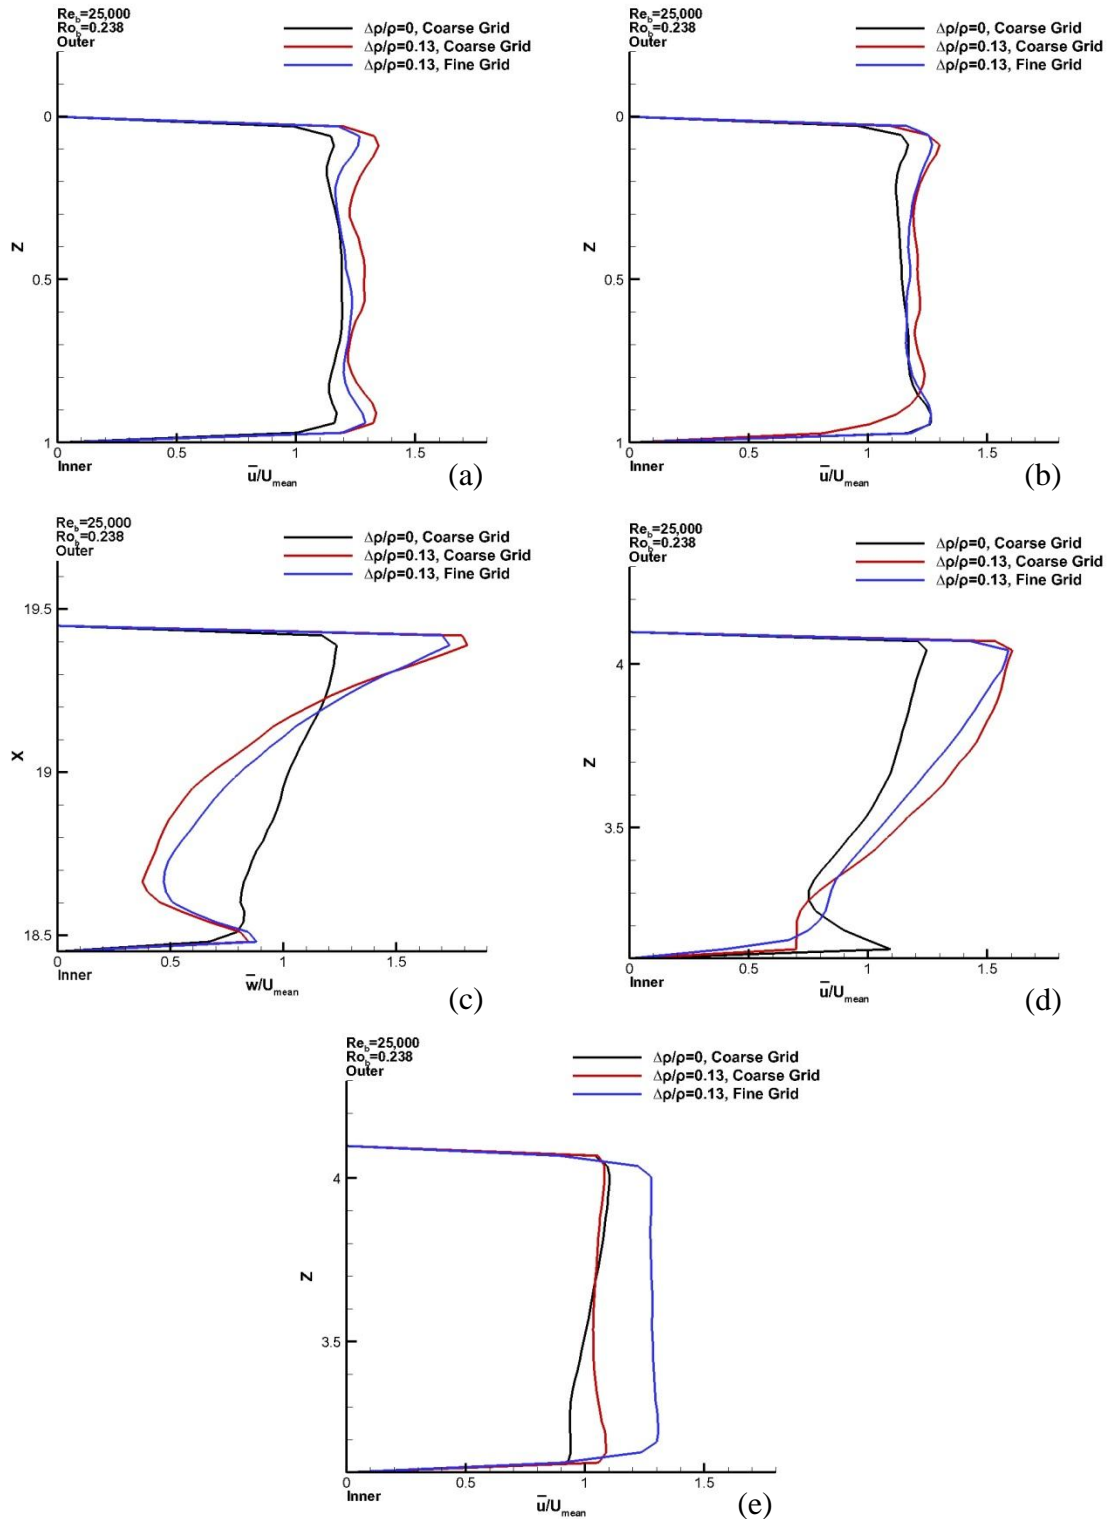 Re_b=25,000
Ro_b=0.238
Outer
Δρ/ρ=0, Coarse Grid
Δρ/ρ=0.13, Coarse Grid
Δρ/ρ=0.13, Fine Grid
0
Z
0.5
1
0.5
1
1.5
Inner
u̅/U_mean
(a)
Re_b=25,000
Ro_b=0.238
Outer
Δρ/ρ=0, Coarse Grid
Δρ/ρ=0.13, Coarse Grid
Δρ/ρ=0.13, Fine Grid
0
Z
0.5
1
0.5
1
1.5
Inner
u̅/U_mean
(b)
Re_b=25,000
Ro_b=0.238
Outer
Δρ/ρ=0, Coarse Grid
Δρ/ρ=0.13, Coarse Grid
Δρ/ρ=0.13, Fine Grid
19.5
X
19
18.5
0.5
1
1.5
Inner
w̅/U_mean
(c)
Re_b=25,000
Ro_b=0.238
Outer
Δρ/ρ=0, Coarse Grid
Δρ/ρ=0.13, Coarse Grid
Δρ/ρ=0.13, Fine Grid
4
Z
3.5
0
0.5
1
1.5
Inner
u̅/U_mean
(d)
Re_b=25,000
Ro_b=0.238
Outer
Δρ/ρ=0, Coarse Grid
Δρ/ρ=0.13, Coarse Grid
Δρ/ρ=0.13, Fine Grid
4
Z
3.5
0
0.5
1
1.5
Inner
u̅/U_mean
(e)